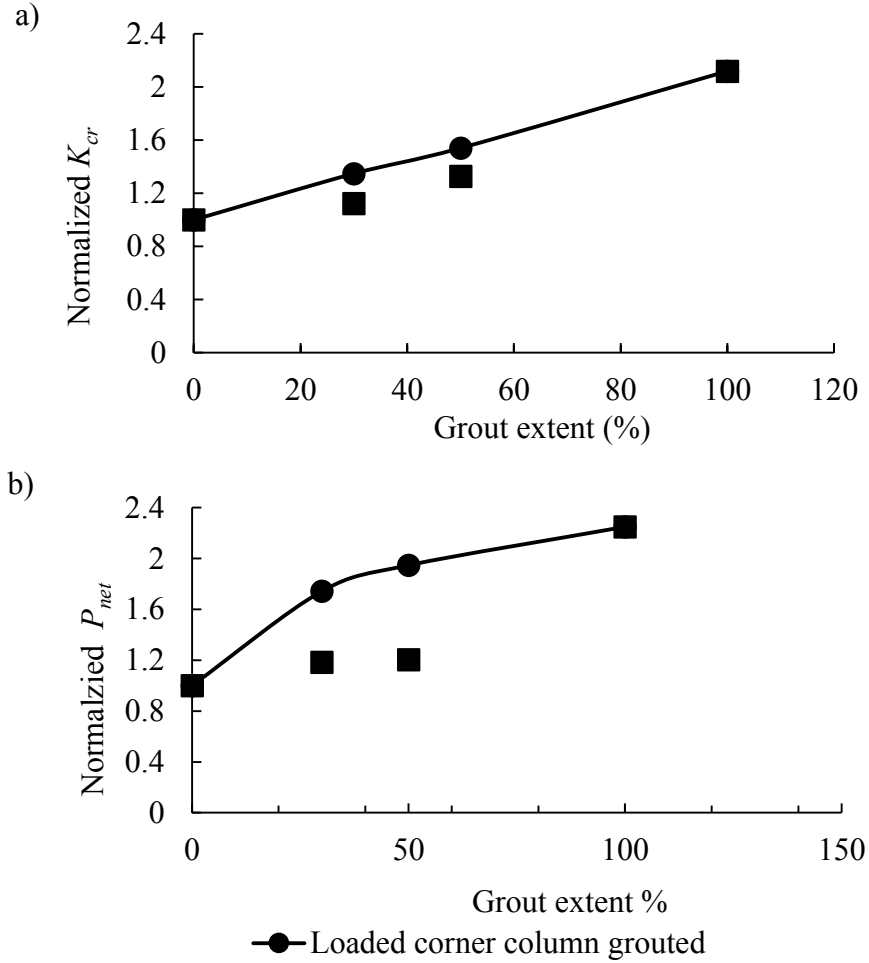 a)
2.4
2
1.6
1.2
0.8
0.4
0
Normalized K_cr
0 20 40 60 80 100 120
Grout extent (%)
b)
2.4
2
1.6
1.2
0.8
0.4
0
Normalzied P_net
0 50 100 150
Grout extent %
Loaded corner column grouted